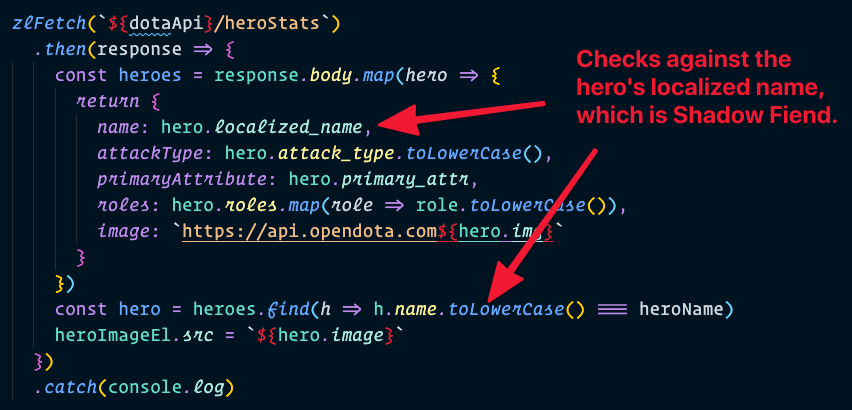 zlFetch(`${dotaApi}/heroStats`)
.then(response => {
const heroes = response.body.map(hero => {
return {
name: hero.localized_name,
attackType: hero.attack_type.toLowerCase(),
primaryAttribute: hero.primary_attr,
roles: hero.roles.map(role => role.toLowerCase()),
image: `https://api.opendota.com${hero.img}`
}
})
const hero = heroes.find(h => h.name.toLowerCase() === heroName)
heroImageEl.src = `${hero.image}`
})
.catch(console.log)
Checks against the
hero's localized name,
which is Shadow Fiend.